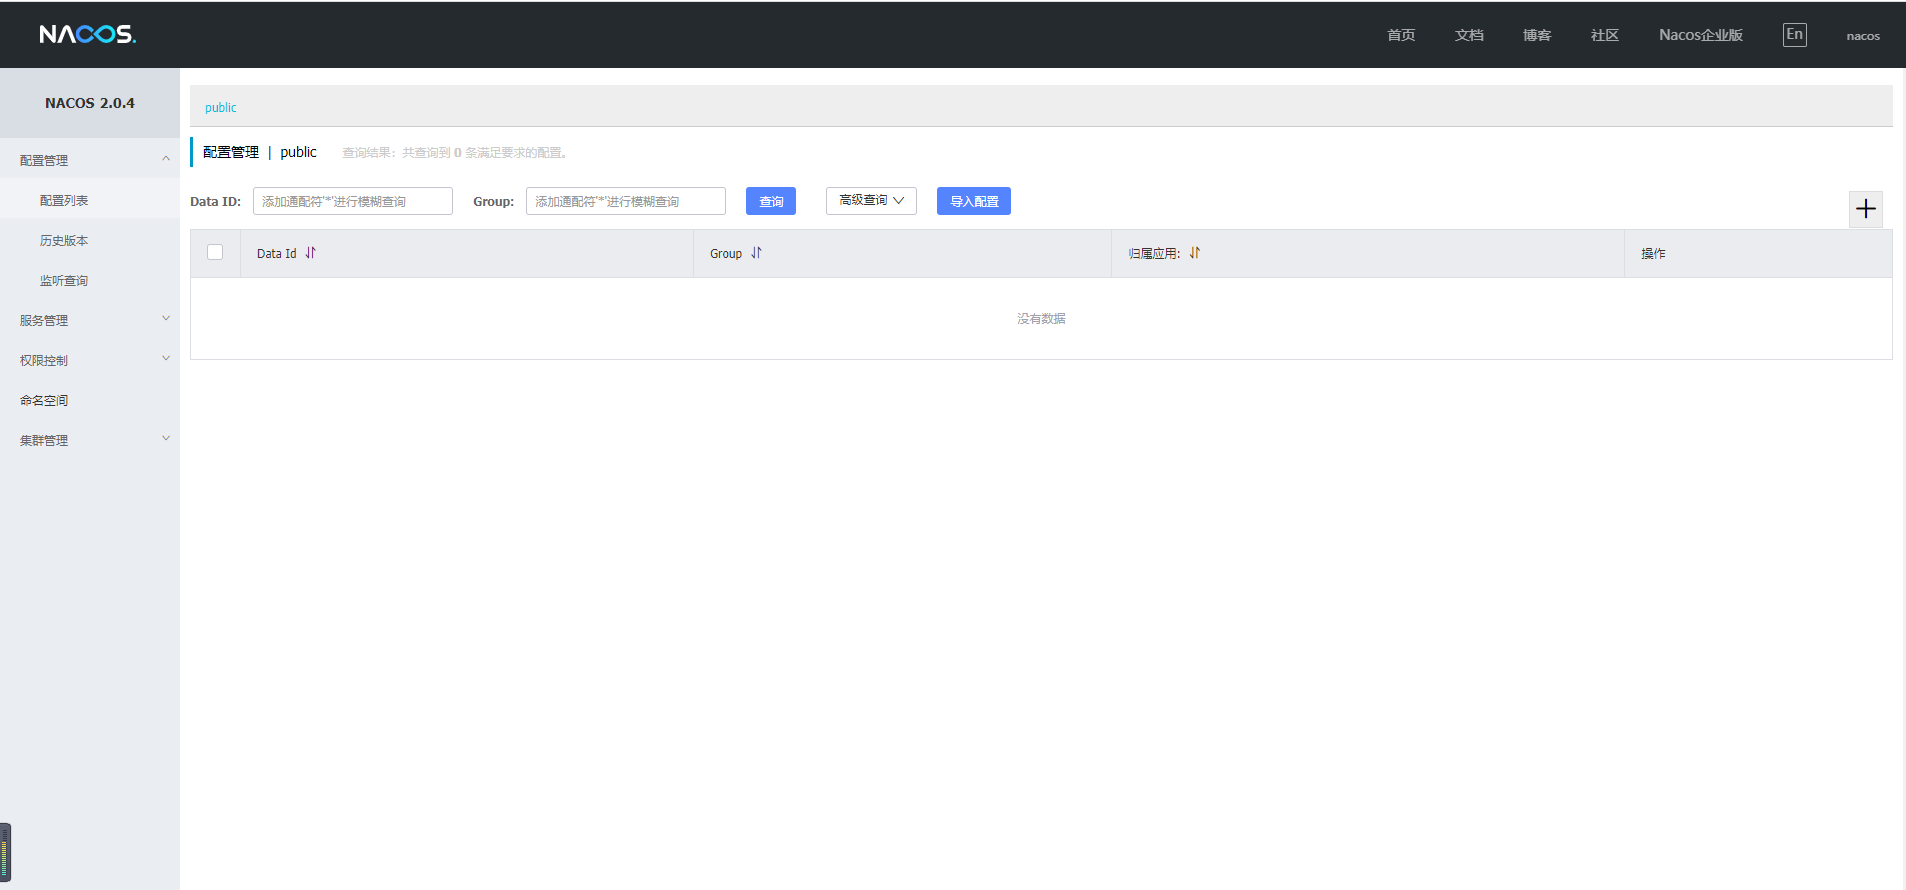 NACOS.
首页 文档 博客 社区 Nacos企业版 En nacos
NACOS 2.0.4
配置管理
配置列表
历史版本
监听查询
服务管理
权限控制
命名空间
集群管理
public
配置管理 | public 查询结果：共查询到 0 条满足要求的配置。
Data ID: 添加通配符'*'进行模糊查询 Group: 添加通配符'*'进行模糊查询 查询 高级查询 导入配置
Data Id Group 归属应用: 操作
没有数据